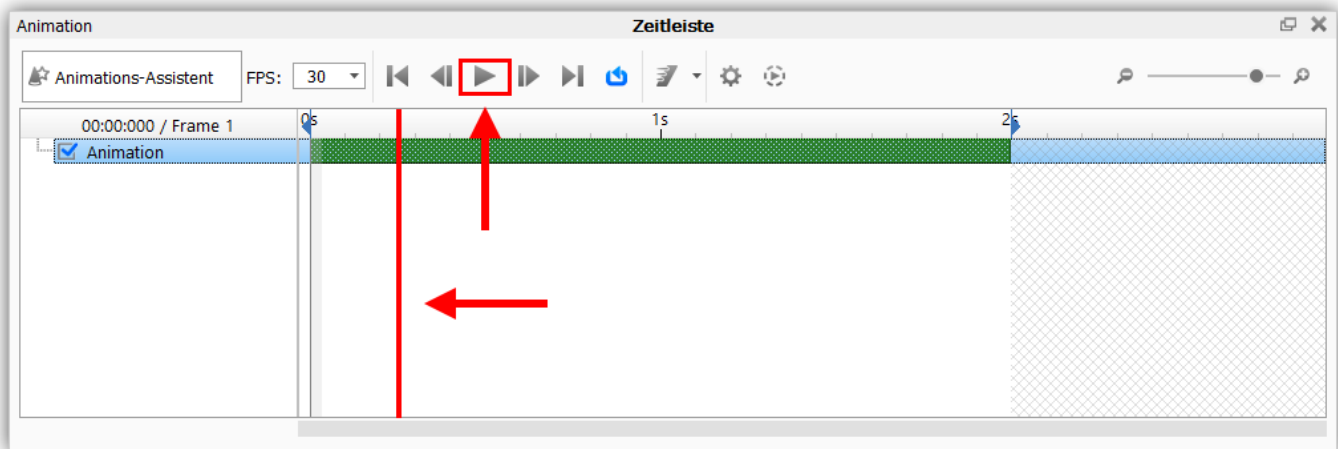 Animation Zeitleiste
Animations-Assistent FPS: 30
00:00:000 / Frame 1 0s 1s 2s
Animation